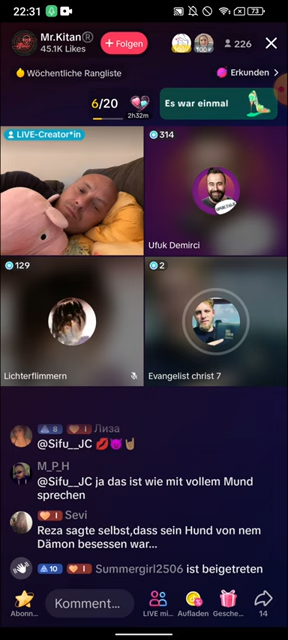 22:31
73
Mr.Kitan®
45.1K Likes
+ Folgen
100+
226
Wöchentliche Rangliste
Erkunden >
6/20
2h32m
Es war einmal
LIVE-Creator*in
314
Ufuk Demirci
129
2
Lichterflimmern
Evangelist christ 7
8 1 Лиза
@Sifu__JC 💋😈🤘🏽
M_P_H
@Sifu__JC ja das ist wie mit vollem Mund
sprechen
1 Sevi
Reza sagte selbst,dass sein Hund von nem
Dämon besessen war...
10 1 Summergirl2506 ist beigetreten
Abonn...
Kommentar...
LIVE mi...
Aufladen
Gesche...
14